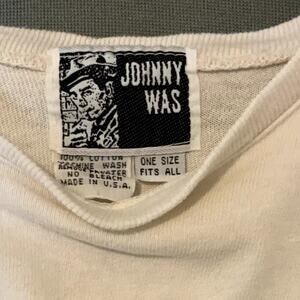 JOHNNY
WAS
100% COTTON
MACHINE WASH
NO BLEACH
MADE IN U.S.A.
ONE SIZE
FITS ALL